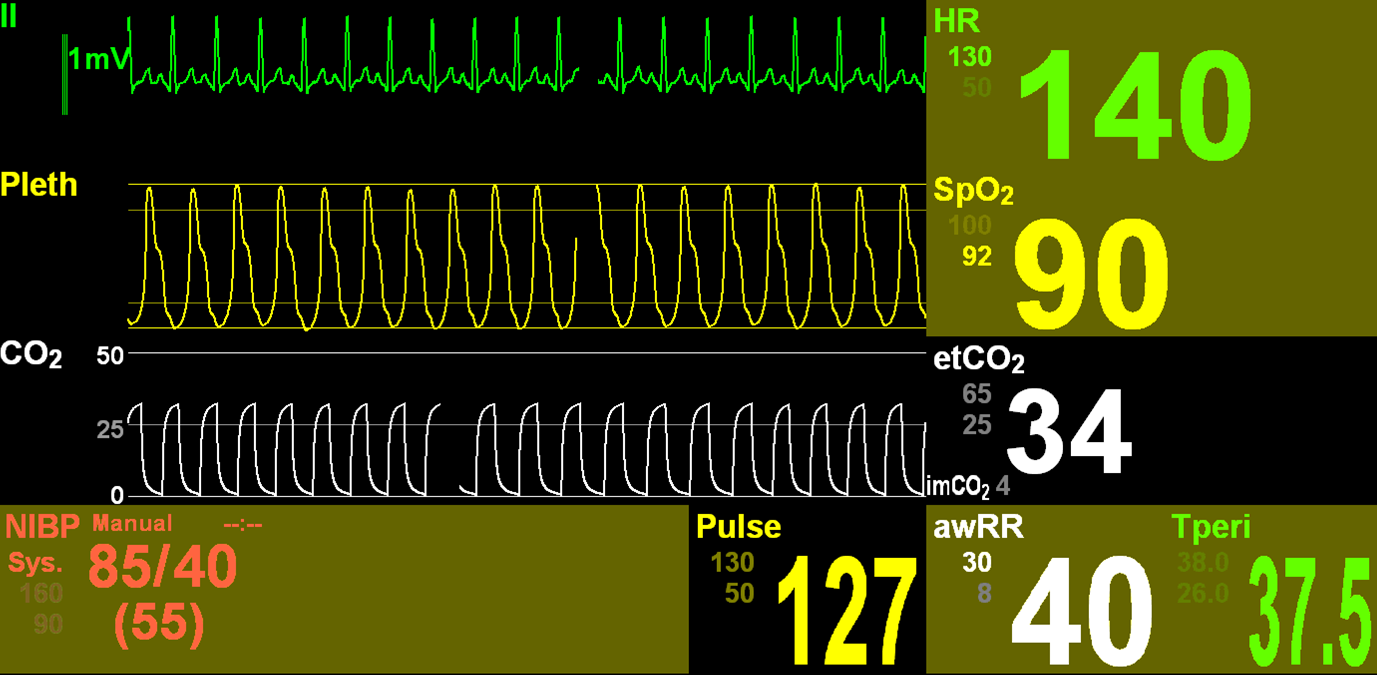 II
1mV
HR
130
50
140
Pleth
SpO₂
100
92
90
CO₂
50
25
0
etCO₂
65
25
34
imCO₂ 4
NIBP Manual --:--
Sys.
160
90
85/40
(55)
Pulse
130
50
127
awRR
30
8
40
Tperi
38.0
26.0
37.5